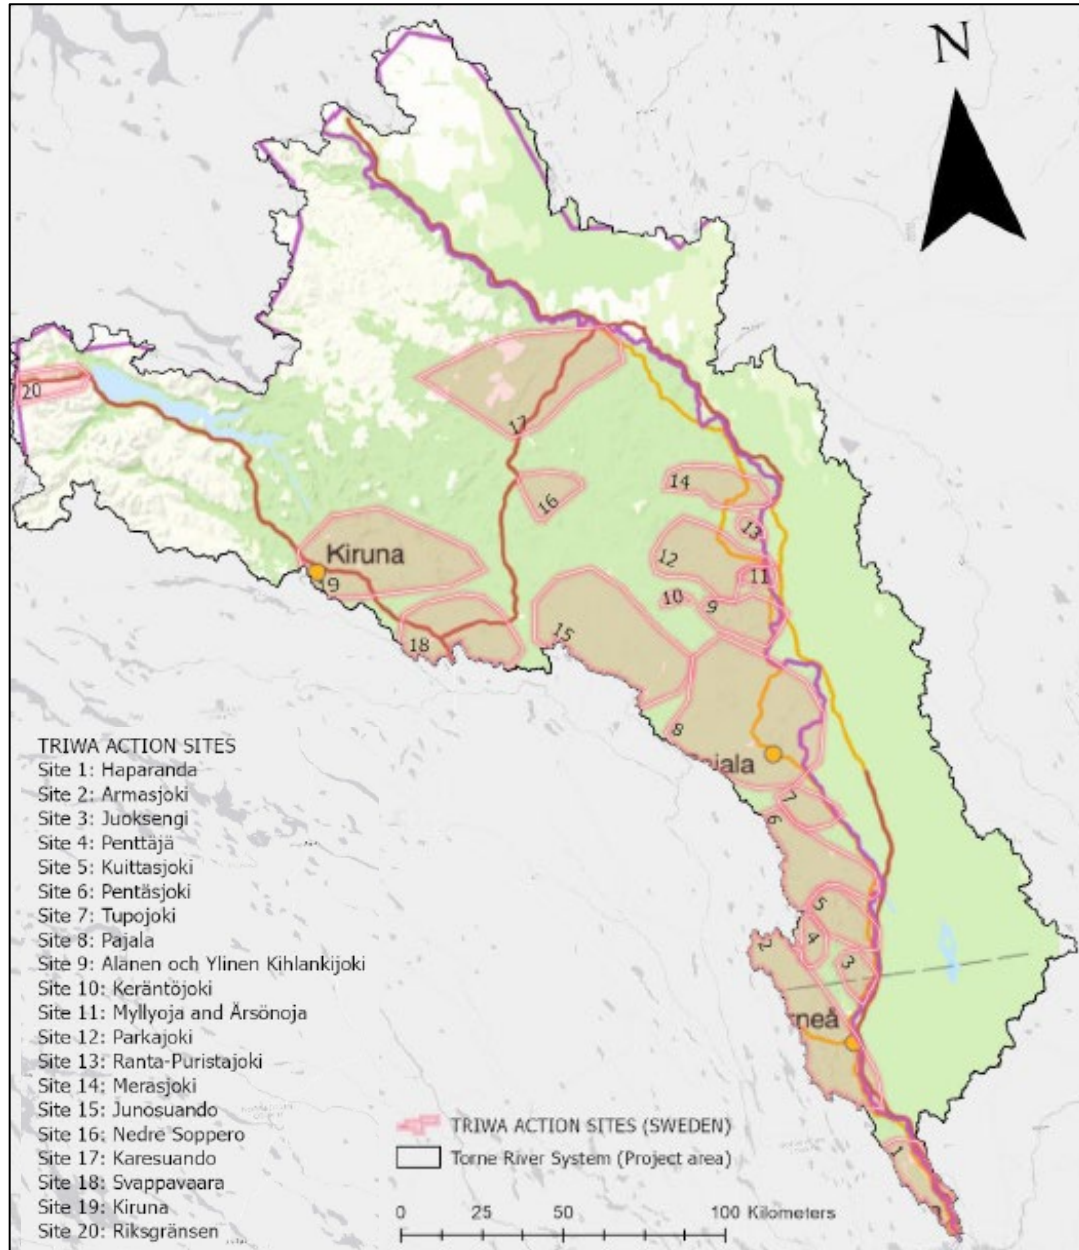 N
20
17
14
16
13
12
Kiruna
11
19
10
9
18
15
8
TRIWA ACTION SITES
Site 1: Haparanda
Site 2: Armasjoki
Site 3: Juoksengi
Site 4: Penttäjä
Site 5: Kuittasjoki
Site 6: Pentäsjoki
Site 7: Tupojoki
Site 8: Pajala
Site 9: Alanen och Ylinen Kihlankijoki
Site 10: Keräntöjoki
Site 11: Myllyoja and Ärsönoja
Site 12: Parkajoki
Site 13: Ranta-Puristajoki
Site 14: Merasjoki
Site 15: Junosuando
Site 16: Nedre Soppero
Site 17: Karesuando
Site 18: Svappavaara
Site 19: Kiruna
Site 20: Riksgränsen
7
6
5
4
2
3
rneå
1
TRIWA ACTION SITES (SWEDEN)
Torne River System (Project area)
0 25 50 100 Kilometers